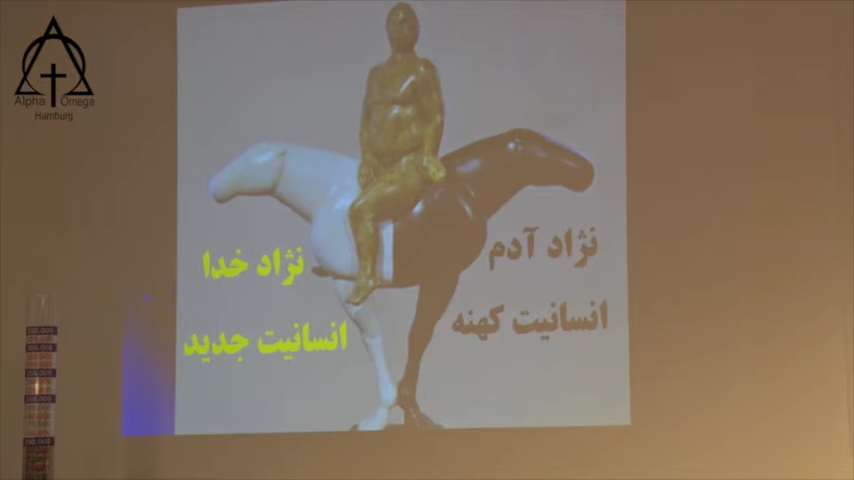 Alpha Omega
Hamburg
نژاد آدم
انسانیت کهنه
نژاد خدا
انسانیت جدید